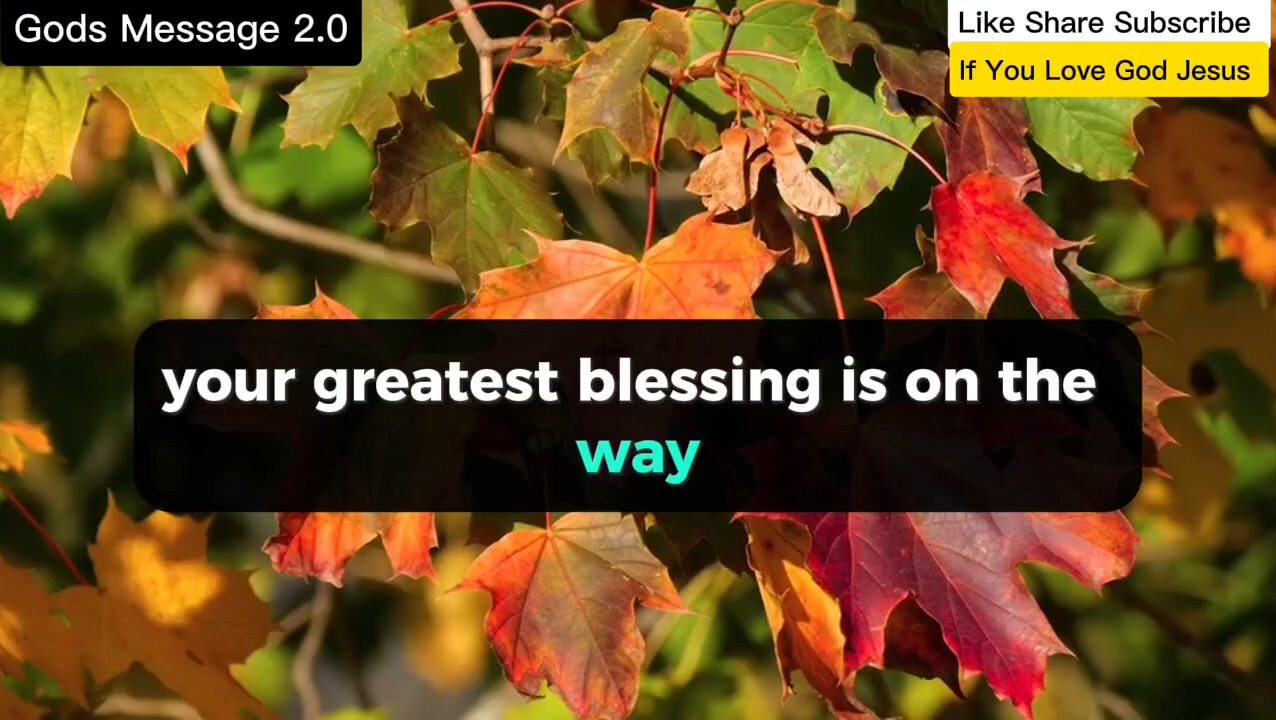 Gods Message 2.0
Like Share Subscribe
If You Love God Jesus
your greatest blessing is on the
way